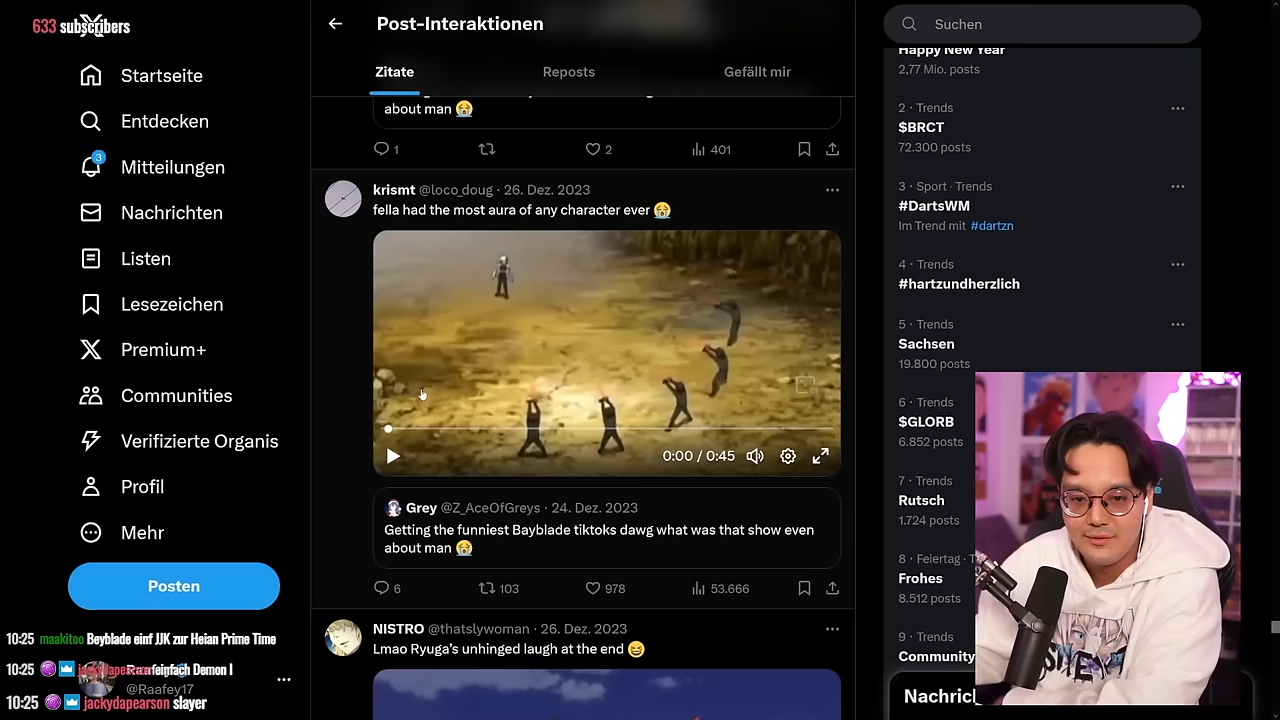 633 subscribers
Startseite
Entdecken
3
Mitteilungen
Nachrichten
Listen
Lesezeichen
Premium+
Communities
Verifizierte Organis
Profil
Mehr
Posten
10:25 maakitoo Beyblade einf JJK zur Heian Prime Time
10:25 jackydapearson einfach Demon I
@Raafey17
10:25 jackydapearson slayer
Post-Interaktionen
Zitate
Reposts
Gefällt mir
about man 😭
1
2
401
krismt @loco_doug · 26. Dez. 2023
fella had the most aura of any character ever 😭
0:00 / 0:45
Grey @Z_AceOfGreys · 24. Dez. 2023
Getting the funniest Bayblade tiktoks dawg what was that show even
about man 😭
6
103
978
53.666
NISTRO @thatslywoman · 26. Dez. 2023
Lmao Ryuga's unhinged laugh at the end 😆
Suchen
Happy New Year
2,77 Mio. posts
2 · Trends
$BRCT
72.300 posts
3 · Sport · Trends
#DartsWM
Im Trend mit #dartzn
4 · Trends
#hartzundherzlich
5 · Trends
Sachsen
19.800 posts
6 · Trends
$GLORB
6.852 posts
7 · Trends
Rutsch
1.724 posts
8 · Feiertag · T
Frohes
8.512 posts
9 · Trends
Community
Nachric